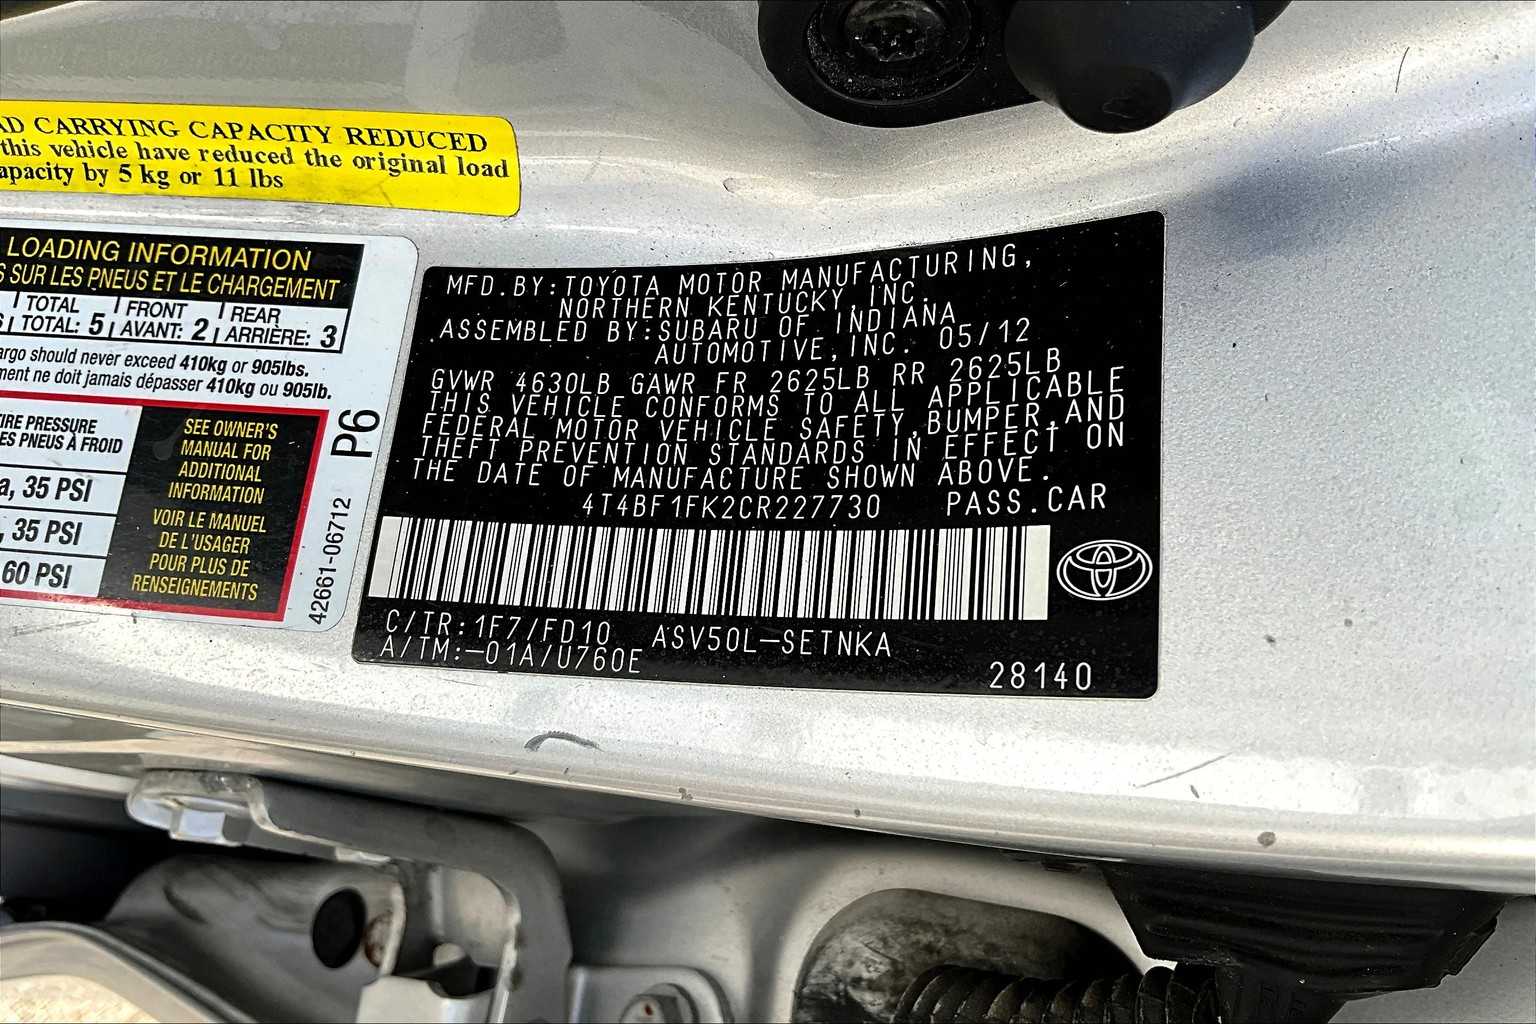 AD CARRYING CAPACITY REDUCED
this vehicle have reduced the original load
apacity by 5 kg or 11 lbs
LOADING INFORMATION
S SUR LES PNEUS ET LE CHARGEMENT
TOTAL FRONT REAR
TOTAL: 5 AVANT: 2 ARRIÈRE: 3
argo should never exceed 410kg or 905lbs.
ment ne doit jamais dépasser 410kg ou 905lb.
IRE PRESSURE
ES PNEUS À FROID
a, 35 PSI
, 35 PSI
60 PSI
SEE OWNER'S
MANUAL FOR
ADDITIONAL
INFORMATION
VOIR LE MANUEL
DE L'USAGER
POUR PLUS DE
RENSEIGNEMENTS
P6
42661-06712
MFD.BY:TOYOTA MOTOR MANUFACTURING,
NORTHERN KENTUCKY,INC.
ASSEMBLED BY:SUBARU OF INDIANA
AUTOMOTIVE,INC. 05/12
GVWR 4630LB GAWR FR 2625LB RR 2625LB
THIS VEHICLE CONFORMS TO ALL APPLICABLE
FEDERAL MOTOR VEHICLE SAFETY,BUMPER,AND
THEFT PREVENTION STANDARDS IN EFFECT ON
THE DATE OF MANUFACTURE SHOWN ABOVE.
4T4BF1FK2CR227730 PASS.CAR
C/TR:1F7/FD10 ASV50L-SETNKA
A/TM:-01A/U760E
28140